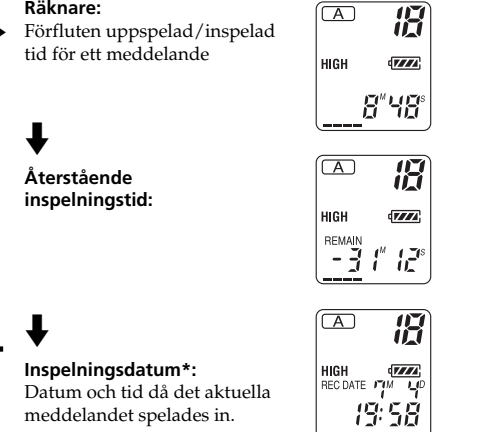 Räknare:
Förfluten uppspelad/inspelad
tid för ett meddelande
A
18
HIGH
8M48S
Återstående
inspelningstid:
A
18
HIGH
REMAIN
-31M12S
Inspelningsdatum*:
Datum och tid då det aktuella
meddelandet spelades in.
A
18
HIGH
REC DATE 7M 4D
19:58